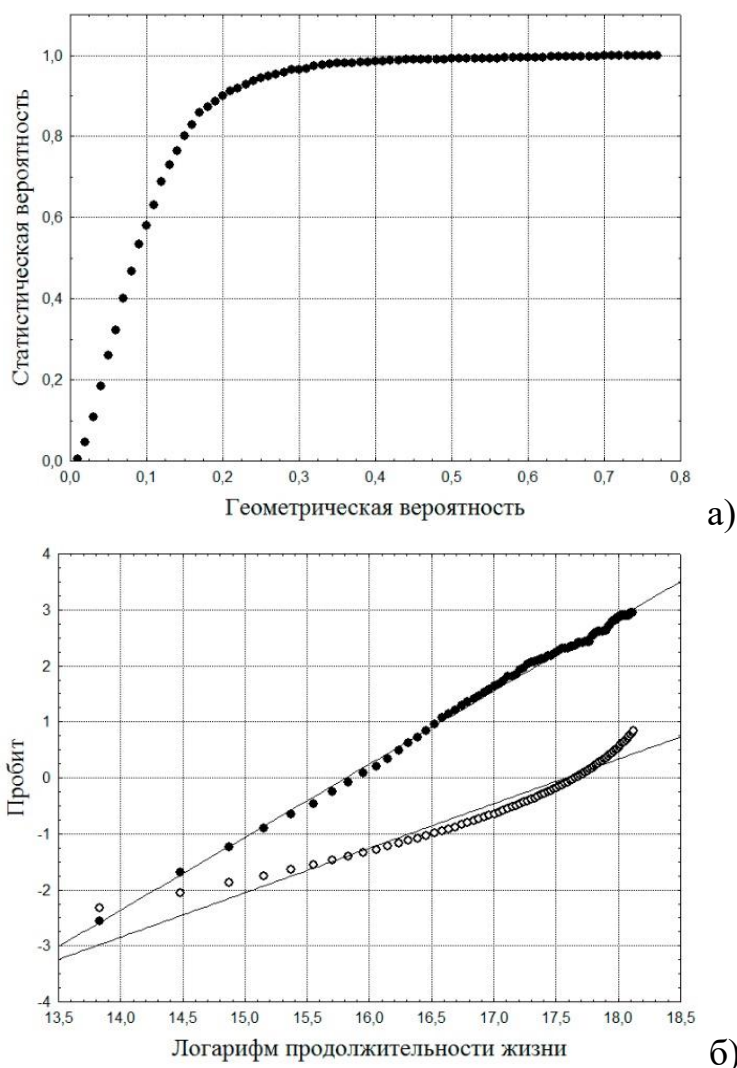 1,0
0,8
0,6
0,4
0,2
0,0
Статистическая вероятность
0,0 0,1 0,2 0,3 0,4 0,5 0,6 0,7 0,8
Геометрическая вероятность
а)
4
3
2
1
0
-1
-2
-3
-4
Пробит
13,5 14,0 14,5 15,0 15,5 16,0 16,5 17,0 17,5 18,0 18,5
Логарифм продолжительности жизни
б)